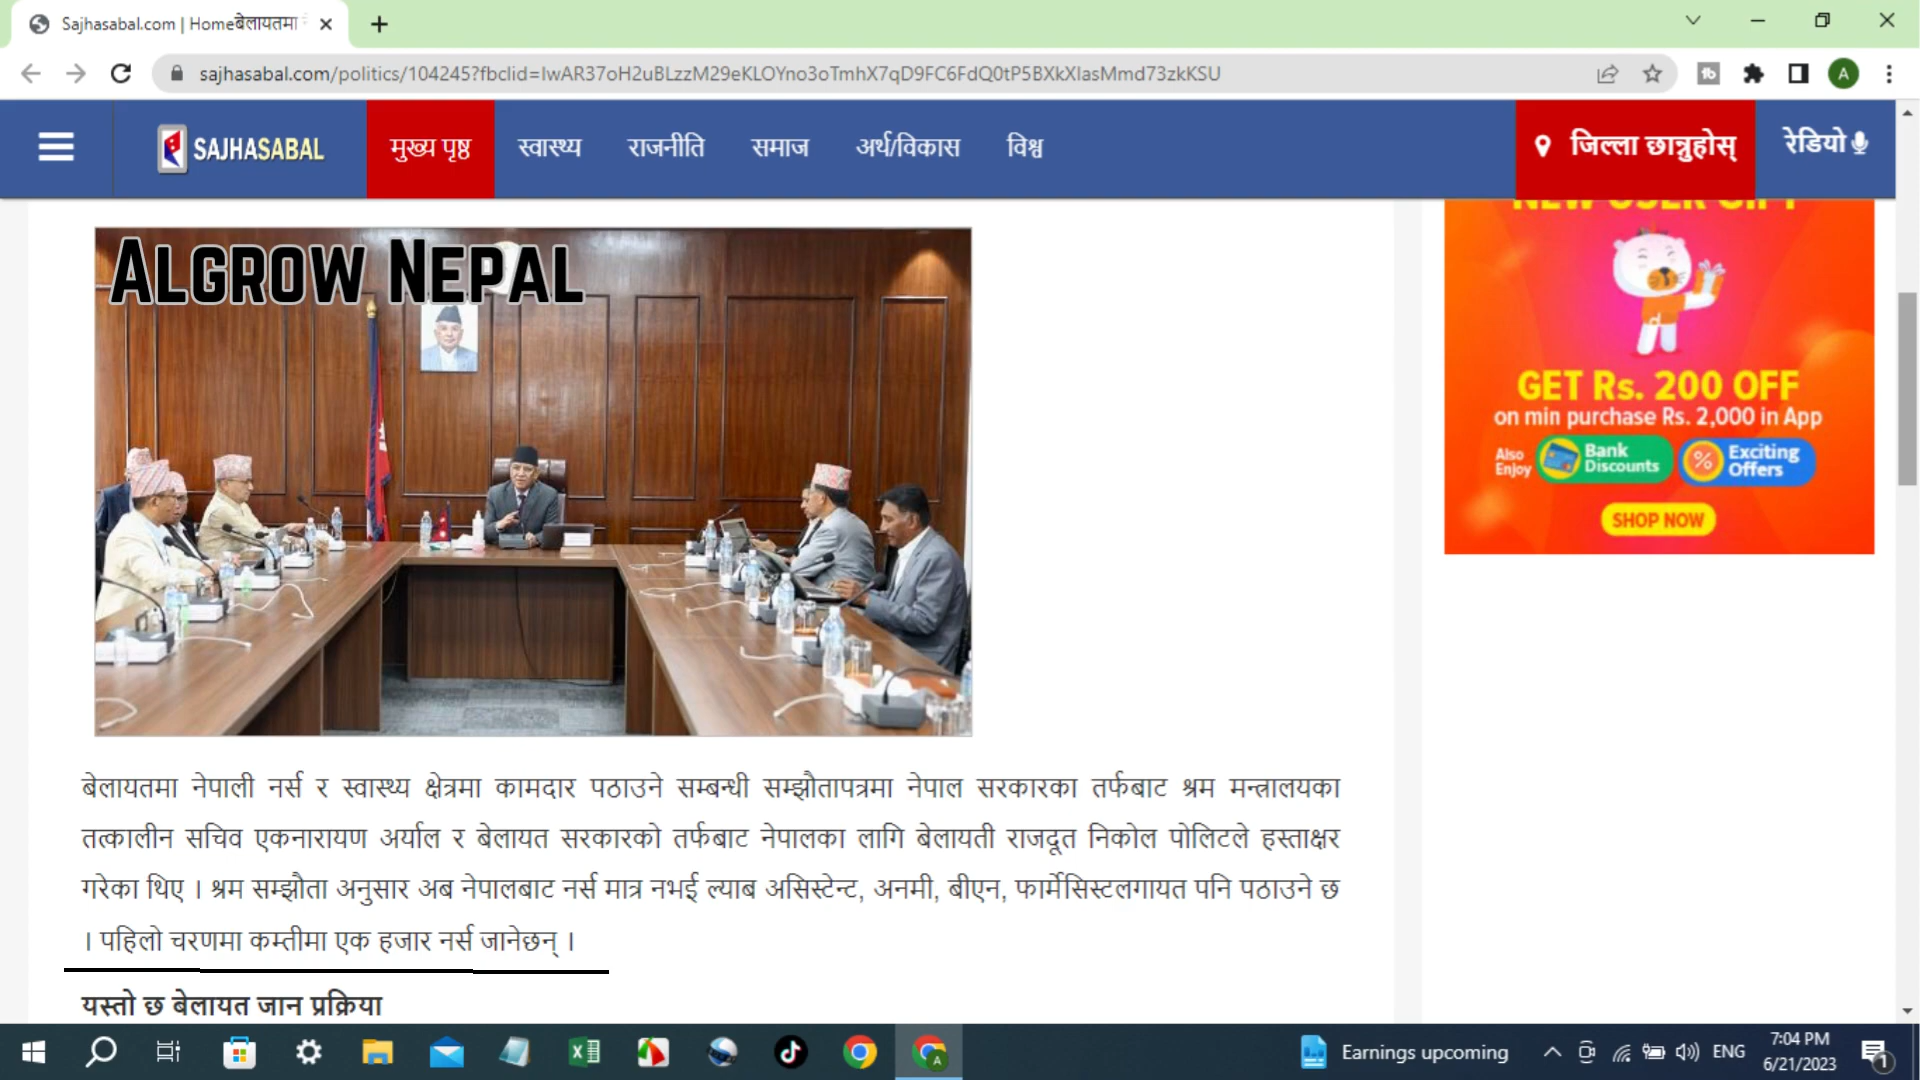 Sajhasabal.com | Homeबेलायतमा
sajhasabal.com/politics/104245?fbclid=IwAR37oH2uBLzzM29eKLOYno3oTmhX7qD9FC6FdQ0tP5BXkXlasMmd73zkKSU
A
SAJHASABAL
मुख्य पृष्ठ
स्वास्थ्य
राजनीति
समाज
अर्थ/विकास
विश्व
जिल्ला छान्नुहोस्
रेडियो
ALGROW NEPAL
NEW USER GIFT
GET Rs. 200 OFF
on min purchase Rs. 2,000 in App
Also Enjoy
Bank Discounts
Exciting Offers
SHOP NOW
बेलायतमा नेपाली नर्स र स्वास्थ्य क्षेत्रमा कामदार पठाउने सम्बन्धी सम्झौतापत्रमा नेपाल सरकारका तर्फबाट श्रम मन्त्रालयका
तत्कालीन सचिव एकनारायण अर्याल र बेलायत सरकारको तर्फबाट नेपालका लागि बेलायती राजदूत निकोल पोलिटले हस्ताक्षर
गरेका थिए । श्रम सम्झौता अनुसार अब नेपालबाट नर्स मात्र नभई ल्याब असिस्टेन्ट, अनमी, बीएन, फार्मेसिस्टलगायत पनि पठाउने छ
। पहिलो चरणमा कम्तीमा एक हजार नर्स जानेछन् ।
यस्तो छ बेलायत जान प्रक्रिया
Earnings upcoming
ENG
7:04 PM
6/21/2023
1